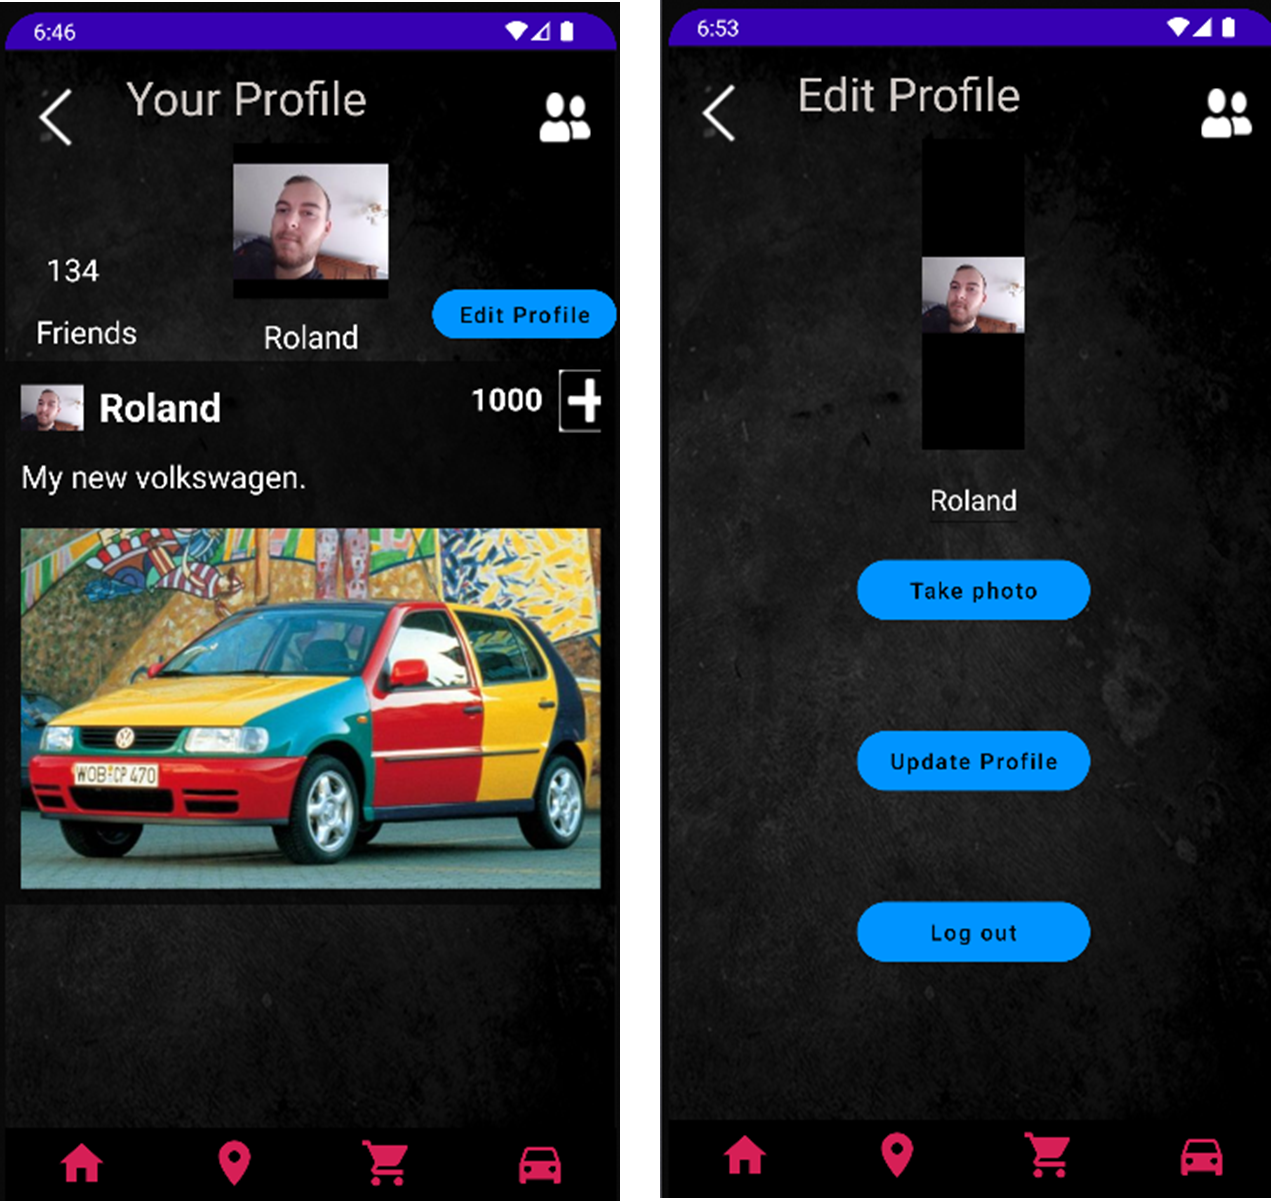 6:46
Your Profile
134
Friends
Roland
Edit Profile
Roland
1000
My new volkswagen.
WOB CP 470
6:53
Edit Profile
Roland
Take photo
Update Profile
Log out